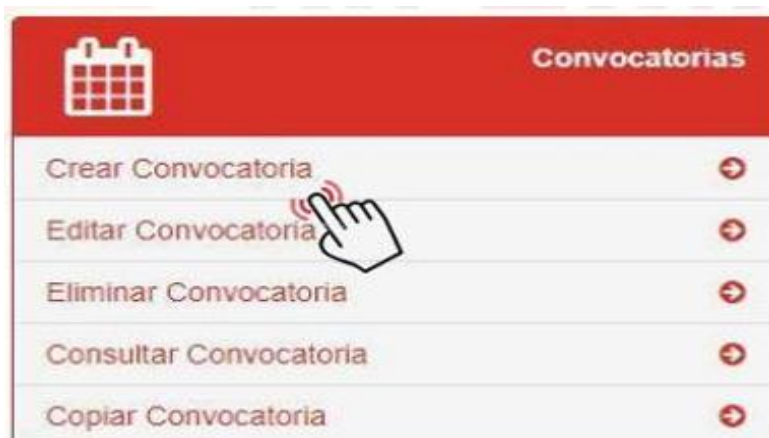 Convocatorias
Crear Convocatoria
Editar Convocatoria
Eliminar Convocatoria
Consultar Convocatoria
Copiar Convocatoria